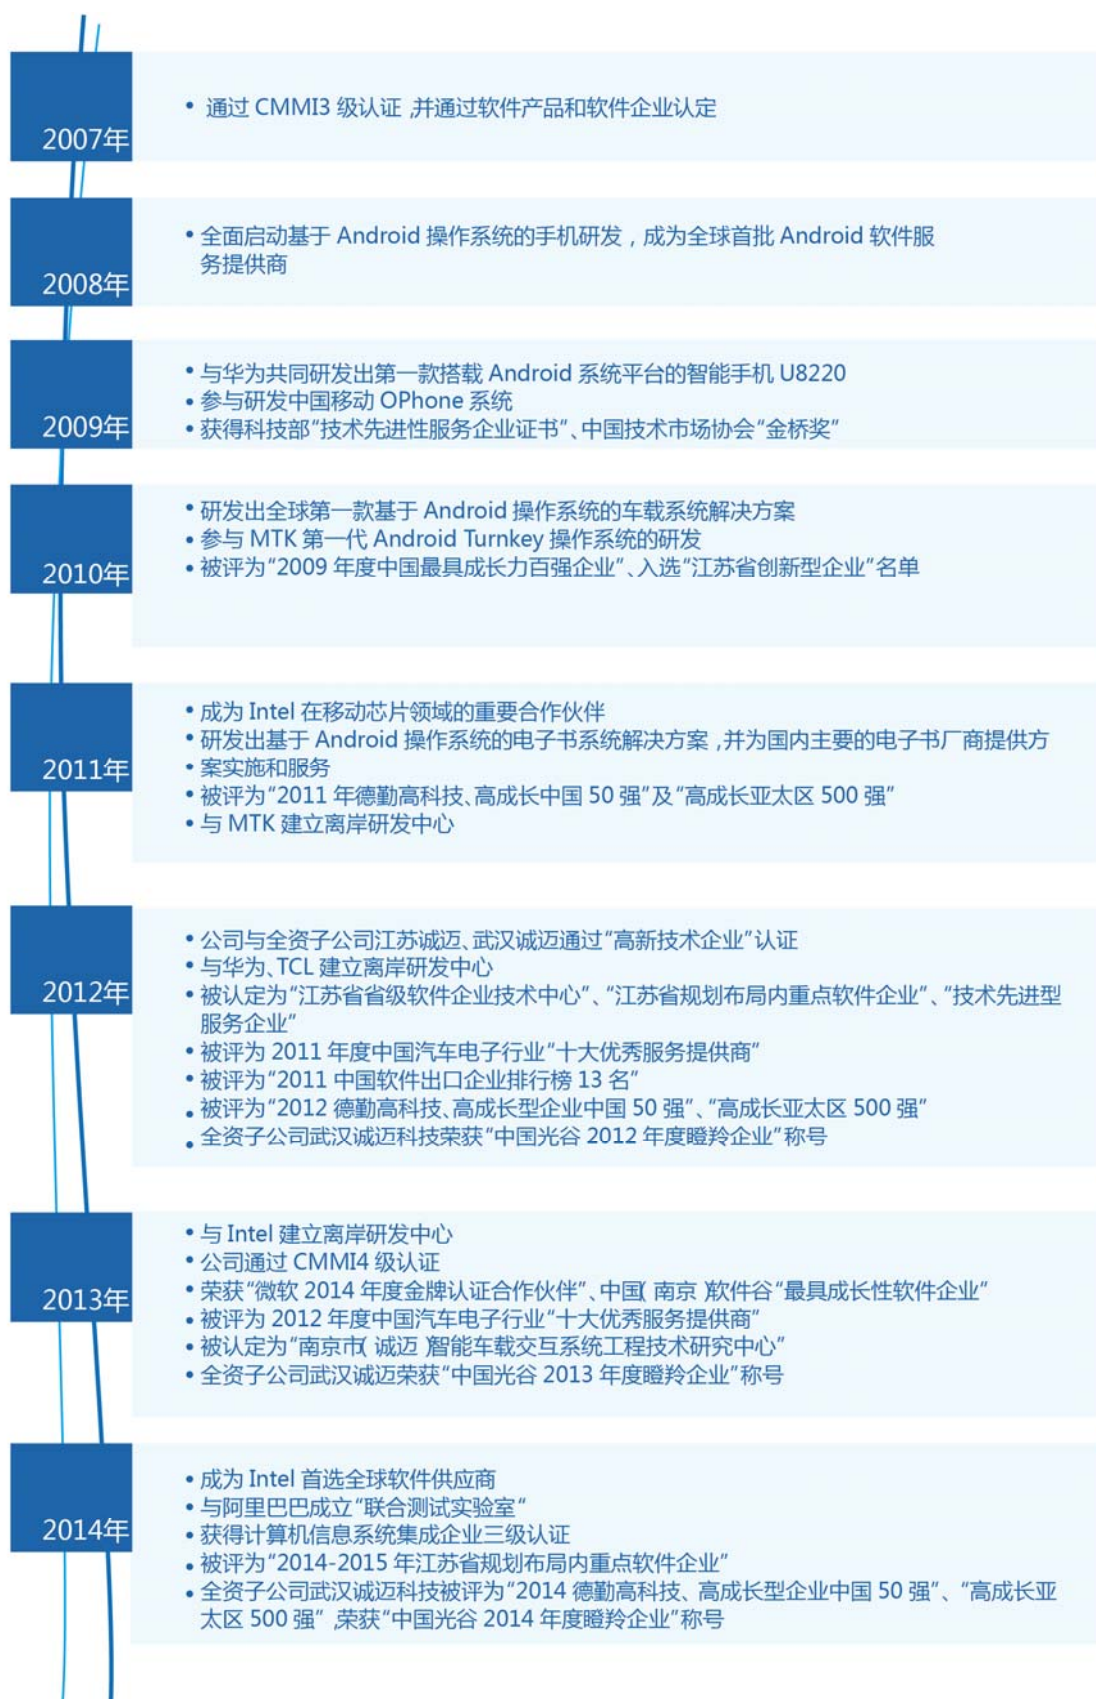 2007年
• 通过 CMMI3 级认证 ,并通过软件产品和软件企业认定
2008年
• 全面启动基于 Android 操作系统的手机研发，成为全球首批 Android 软件服
务提供商
2009年
• 与华为共同研发出第一款搭载 Android 系统平台的智能手机 U8220
• 参与研发中国移动 OPhone 系统
• 获得科技部“技术先进性服务企业证书”、中国技术市场协会“金桥奖”
2010年
• 研发出全球第一款基于 Android 操作系统的车载系统解决方案
• 参与 MTK 第一代 Android Turnkey 操作系统的研发
• 被评为“2009 年度中国最具成长力百强企业”、入选“江苏省创新型企业”名单
2011年
• 成为 Intel 在移动芯片领域的重要合作伙伴
• 研发出基于 Android 操作系统的电子书系统解决方案 ,并为国内主要的电子书厂商提供方
• 案实施和服务
• 被评为“2011 年德勤高科技、高成长中国 50 强”及“高成长亚太区 500 强”
• 与 MTK 建立离岸研发中心
2012年
• 公司与全资子公司江苏诚迈、武汉诚迈通过“高新技术企业”认证
• 与华为、TCL 建立离岸研发中心
• 被认定为“江苏省省级软件企业技术中心”、“江苏省规划布局内重点软件企业”、“技术先进型
服务企业”
• 被评为 2011 年度中国汽车电子行业“十大优秀服务提供商”
• 被评为“2011 中国软件出口企业排行榜 13 名”
• 被评为“2012 德勤高科技、高成长型企业中国 50 强”、“高成长亚太区 500 强”
• 全资子公司武汉诚迈科技荣获“中国光谷 2012 年度瞪羚企业”称号
2013年
• 与 Intel 建立离岸研发中心
• 公司通过 CMMI4 级认证
• 荣获“微软 2014 年度金牌认证合作伙伴”、中国( 南京 )软件谷“最具成长性软件企业”
• 被评为 2012 年度中国汽车电子行业“十大优秀服务提供商”
• 被认定为“南京市( 诚迈 )智能车载交互系统工程技术研究中心”
• 全资子公司武汉诚迈荣获“中国光谷 2013 年度瞪羚企业”称号
2014年
• 成为 Intel 首选全球软件供应商
• 与阿里巴巴成立“联合测试实验室“
• 获得计算机信息系统集成企业三级认证
• 被评为“2014-2015 年江苏省规划布局内重点软件企业”
• 全资子公司武汉诚迈科技被评为“2014 德勤高科技、 高成长型企业中国 50 强”、“高成长亚
太区 500 强” ,荣获“中国光谷 2014 年度瞪羚企业”称号